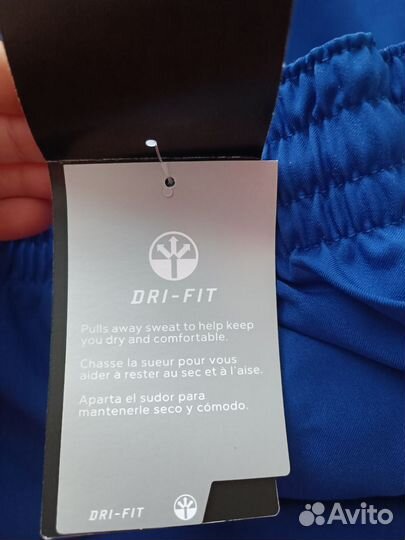 DRI-FIT
Pulls away sweat to help keep
you dry and comfortable.
Chasse la sueur pour vous
aider à rester au sec et à l'aise.
Aparta el sudor para
mantenerle seco y cómodo.
DRI-FIT
Avito